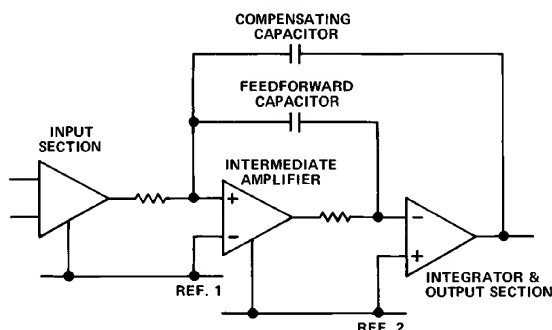 COMPENSATING
CAPACITOR
FEEDFORWARD
CAPACITOR
INPUT
SECTION
INTERMEDIATE
AMPLIFIER
+
−
−
+
INTEGRATOR &
OUTPUT SECTION
REF. 1
REF. 2